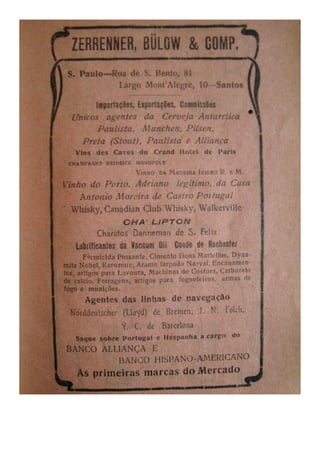 ZERRENNER, BÜLOW & COMP.
S. Paulo—Rua de S. Bento, 81
Largo Mont'Alegre, 10—Santos
Importações, Exportações, Commissões
Unicos agentes da Cerveja Antarctica
Paulista, Munchen, Pilsen,
Preta (Stout), Paulista e Alliança
Vins des Caves du Grand Hotel de Paris
CHAMPAGNE HEIDSICK MONOPOLE
VINHO DA MADEIRA IZIDRO R. E M.
Vinho do Porto, Adriano legitimo, da Casa
Antonio Moreira de Castro Portugal
Whisky, Canadian Club Whisky, Walkerville
CHA' LIPTON
Charutos Danneman de S. Felix
Lubrificantes da Vacuum Oil Conde de Rochester
Formicida Possante, Cimento Dous Martellos, Dyna-
mite Nobel, Kerozene, Arame farpado Naxval, Encanamen-
tos, artigos para Lavoura, Machinas de Costura, Carbureto
de calcio, Ferragens, artigos para fogueteiros, armas de
fogo e munições.
Agentes das linhas de navegação
Norddeutscher (Lloyd) de Bremen, J. N. Folch,
Y. C. de Barcelona
Saque sobre Portugal e Hespanha a cargo do
BANCO ALLIANÇA E
BANCO HISPANO-AMERICANO
As primeiras marcas do Mercado